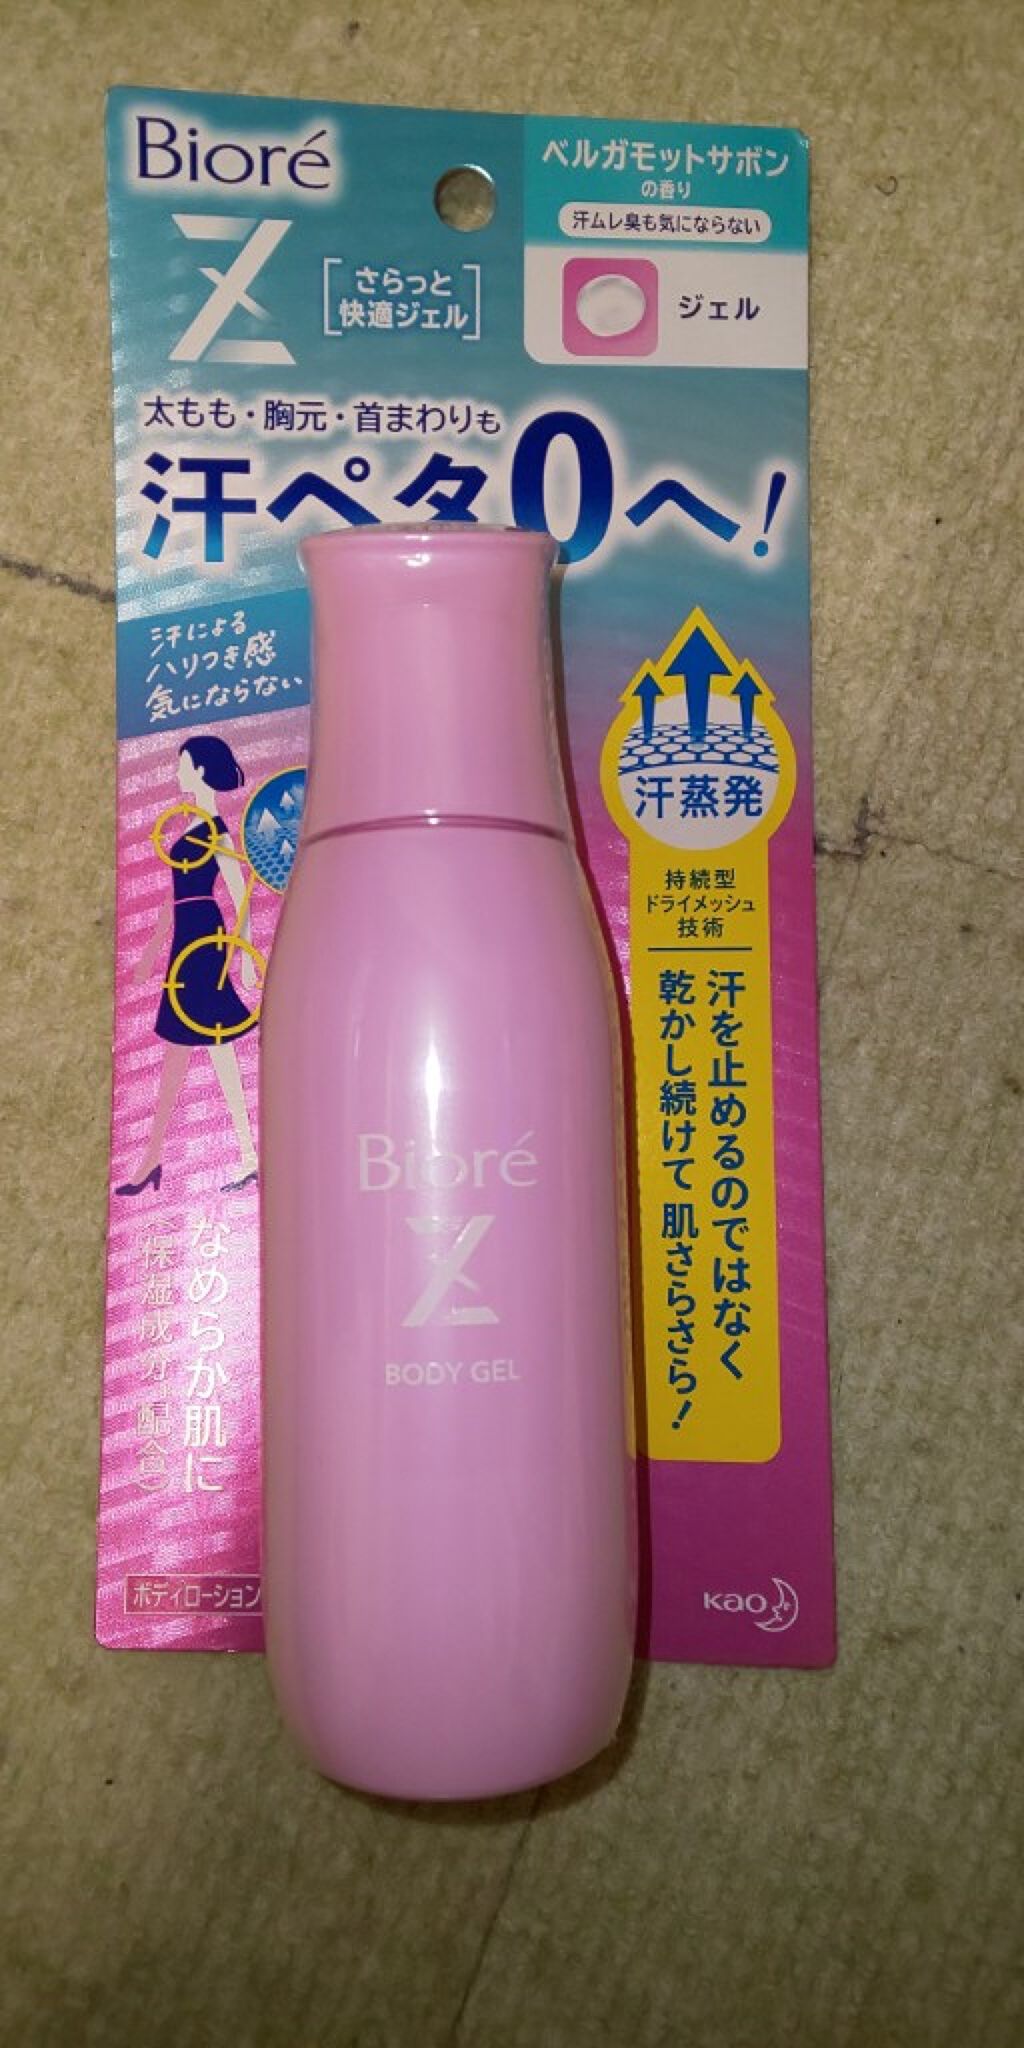 Bioré
Z
さらっと
快適ジェル
ベルガモットサボン
の香り
汗ムレ臭も気にならない
ジェル
太もも・胸元・首まわりも
汗ペタ0へ!
汗による
ハリつき感
気にならない
汗蒸発
持続型
ドライメッシュ
技術
汗を止めるのではなく
乾かし続けて 肌さらさら!
なめらか肌に
(保湿成分配合)
ボディローション
Bioré
Z
BODY GEL
Kao